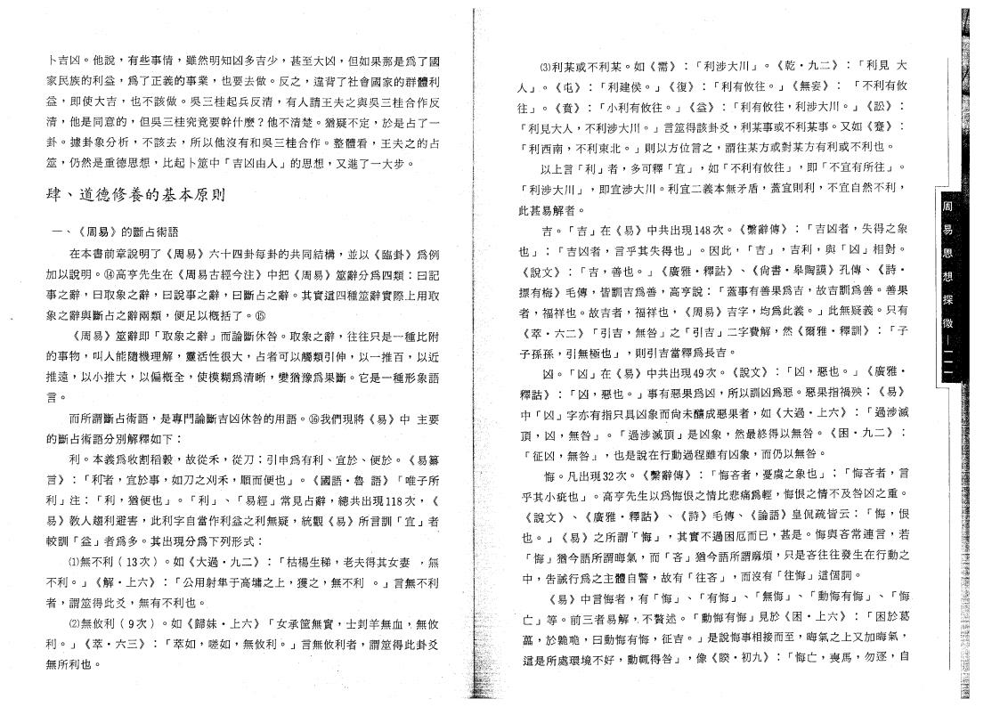 卜吉凶。他說，有些事情，雖然明知凶多吉少，甚至大凶，但如果那是爲了國
家民族的利益，爲了正義的事業，也要去做。反之，違背了社會國家的群體利
益，即使大吉，也不該做。吳三桂起兵反清，有人請王夫之與吳三桂合作反
清，他是同意的，但吳三桂究竟要幹什麼？他不清楚。猶疑不定，於是占了一
卦。據卦象分析，不該去，所以他沒有和吳三桂合作。整體看，王夫之的占
筮，仍然是重德思想，比起卜筮中「吉凶由人」的思想，又進了一大步。
肆、道德修養的基本原則
一、《周易》的斷占術語
在本書前章說明了《周易》六十四卦每卦的共同結構，並以《臨卦》爲例
加以說明。⑭高亨先生在《周易古經今注》中把《周易》筮辭分爲四類：曰記
事之辭，曰取象之辭，曰說事之辭，曰斷占之辭。其實這四種筮辭實際上用取
象之辭與斷占之辭兩類，便足以概括了。⑮
《周易》筮辭即「取象之辭」而論斷休咎。取象之辭，往往只是一種比附
的事物，叫人能隨機理解，靈活性很大，占者可以觸類引伸，以一推百，以近
推遠，以小推大，以偏概全，使模糊爲清晰，變猶豫爲果斷。它是一種形象語
言。
而所謂斷占術語，是專門論斷吉凶休咎的用語。⑯我們現將《易》中 主要
的斷占術語分別解釋如下：
利。本義爲收割稻穀，故從禾，從刀；引申爲有利、宜於、便於。《易纂
言》：「利者，宜於事，如刀之刈禾，順而便也」。《國語·魯 語》「唯子所
利」注：「利，猶便也」。「利」、「易經」常見占辭，總共出現118次，《
易》教人趨利避害，此利字自當作利益之利無疑，統觀《易》所言訓「宜」者
較訓「益」者爲多。其出現分爲下列形式：
⑴無不利（13次）。如《大過·九二》：「枯楊生稊，老夫得其女妻 ，無
不利。」《解·上六》：「公用射隼于高墉之上，獲之，無不利 。」言無不利
者，謂筮得此爻，無有不利也。
⑵無攸利（9次）。如《歸妹·上六》「女承筐無實，士刲羊無血，無攸
利。」《萃·六三》：「萃如，嗟如，無攸利。」言無攸利者，謂筮得此卦爻
無所利也。
⑶利某或不利某。如《需》：「利涉大川」。《乾·九二》：「利見 大
人」。《屯》：「利建侯。」《復》：「利有攸往。」《無妄》： 「不利有攸
往」。《賁》：「小利有攸往。」《益》：「利有攸往，利涉大川。」《訟》：
「利見大人，不利涉大川。」言筮得該卦爻，利某事或不利某事。又如《蹇》：
「利西南，不利東北。」則以方位言之，謂往某方或對某方有利或不利也。
以上言「利」者，多可釋「宜」，如「不利有攸往」，即「不宜有所往」。
「利涉大川」，即宜涉大川。利宜二義本無矛盾，蓋宜則利，不宜自然不利，
此甚易解者。
吉。「吉」在《易》中共出現148次。《繫辭傳》：「吉凶者，失得之象
也」；「吉凶者，言乎其失得也」。因此，「吉」，吉利，與「凶」相對。
《說文》：「吉，善也。」《廣雅·釋詁》、《尙書·皋陶謨》孔傳、《詩·
摽有梅》毛傳，皆訓吉爲善，高亨說：「蓋事有善果爲吉，故吉訓爲善。善果
者，福祥也。故吉者，福祥也，《周易》吉字，均爲此義。」此無疑義。只有
《萃·六二》「引吉，無咎」之「引吉」二字費解，然《爾雅·釋訓》：「子
子孫孫，引無極也」，則引吉當釋爲長吉。
凶。「凶」在《易》中共出現49次。《說文》：「凶，惡也。」《廣雅·
釋詁》：「凶，惡也。」事有惡果爲凶，所以訓凶爲惡。惡果指禍殃；《易》
中「凶」字亦有指只具凶象而尙未釀成惡果者，如《大過·上六》：「過涉滅
頂，凶，無咎」。「過涉滅頂」是凶象，然最終得以無咎。《困·九二》：
「征凶，無咎」，也是說在行動過程雖有凶象，而仍以無咎。
悔。凡出現32次。《繫辭傳》：「悔吝者，憂虞之象也」；「悔吝者，言
乎其小疵也」。高亨先生以爲悔恨之情比悲痛爲輕，悔恨之情不及咎凶之重。
《說文》、《廣雅·釋詁》、《詩》毛傳、《論語》皇侃疏皆云：「悔，恨
也。」《易》之所謂「悔」，其實不過困厄而已，甚是。悔與吝常連言，若
「悔」猶今語所謂晦氣，而「吝」猶今語所謂麻煩，只是吝往往發生在行動之
中，告誡行爲之主體自警，故有「往吝」，而沒有「往悔」這個詞。
《易》中言悔者，有「悔」、「有悔」、「無悔」、「動悔有悔」、「悔
亡」等。前三者易解，不贅述。「動悔有悔」見於《困·上六》：「困於葛
藟，於臲卼，曰動悔有悔，征吉。」是說悔事相接而至，晦氣之上又加晦氣，
這是所處環境不好，動輒得咎」，像《睽·初九》：「悔亡，喪馬，勿逐，自
周易思想探微｜一一一